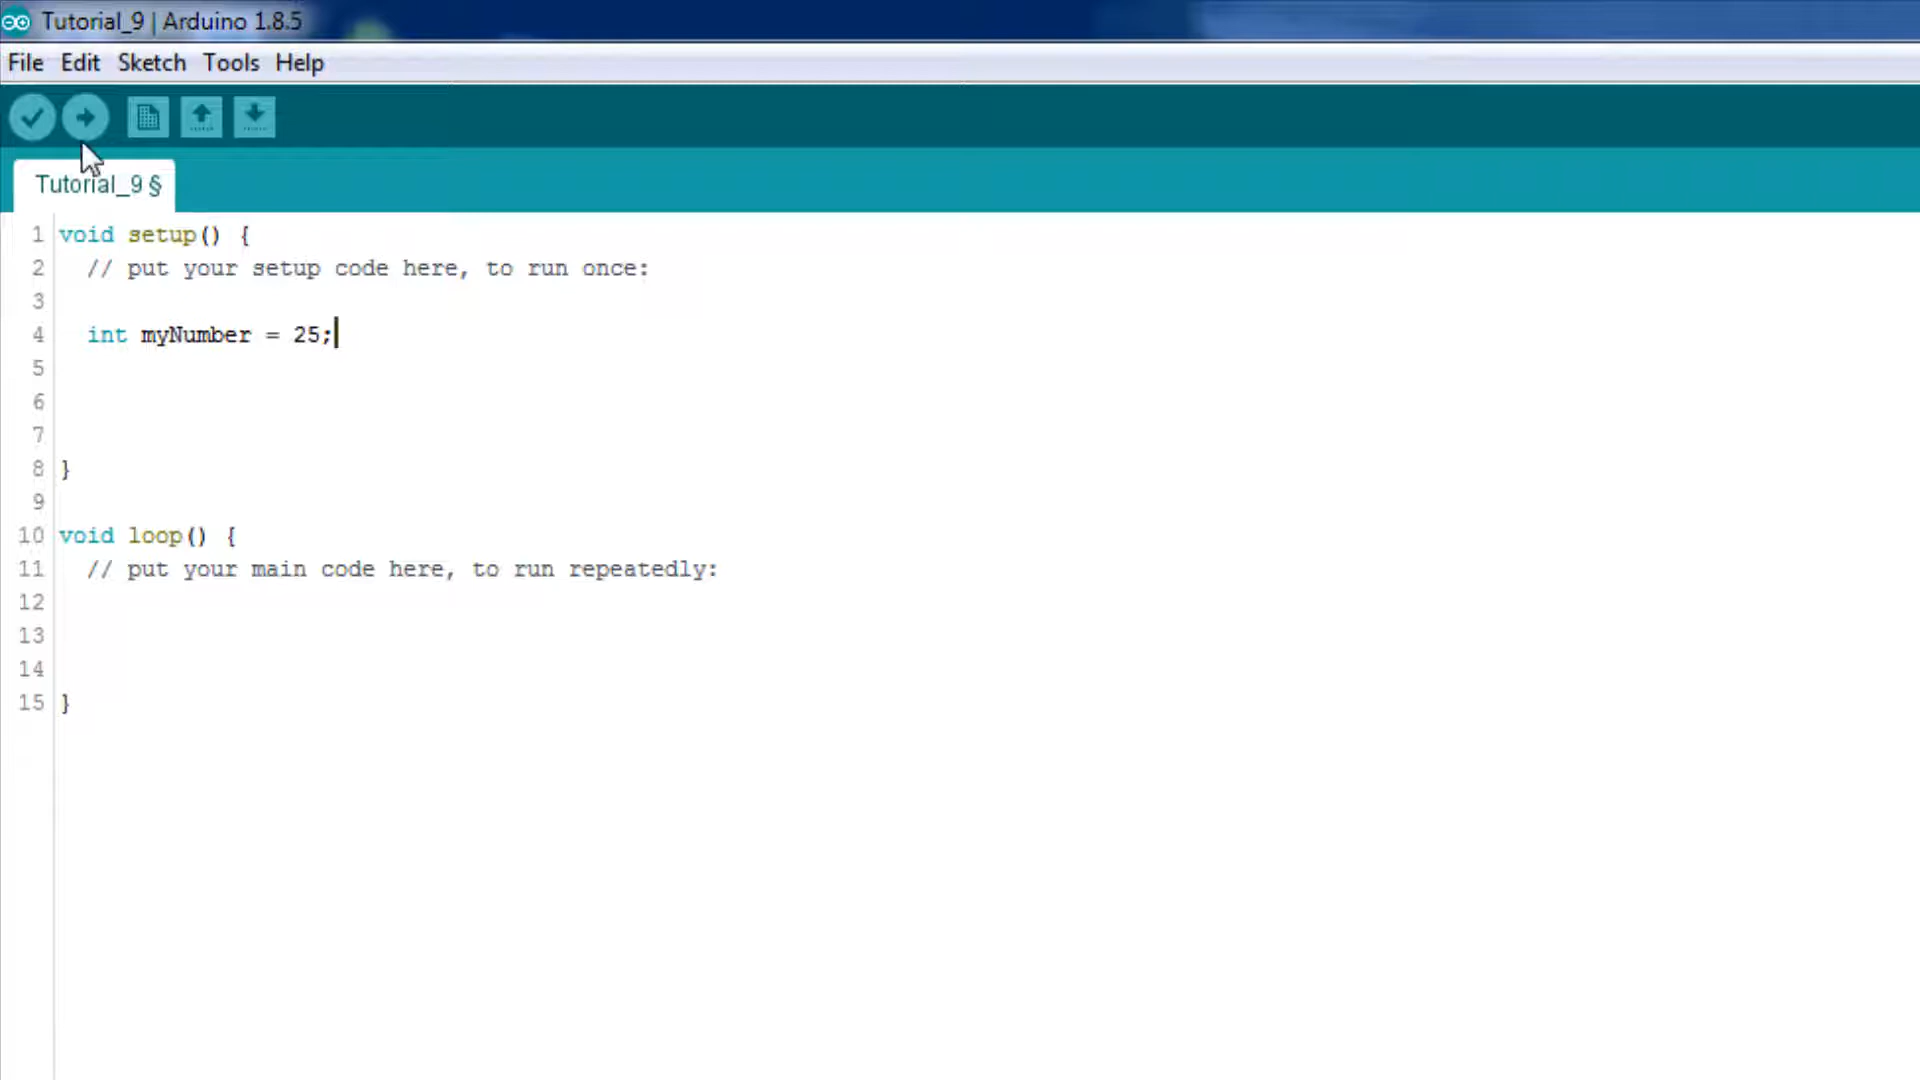 Tutorial_9 | Arduino 1.8.5
File Edit Sketch Tools Help
Tutorial_9 §
1 void setup() {
2 // put your setup code here, to run once:
3
4 int myNumber = 25;
5
6
7
8 }
9
10 void loop() {
11 // put your main code here, to run repeatedly:
12
13
14
15 }